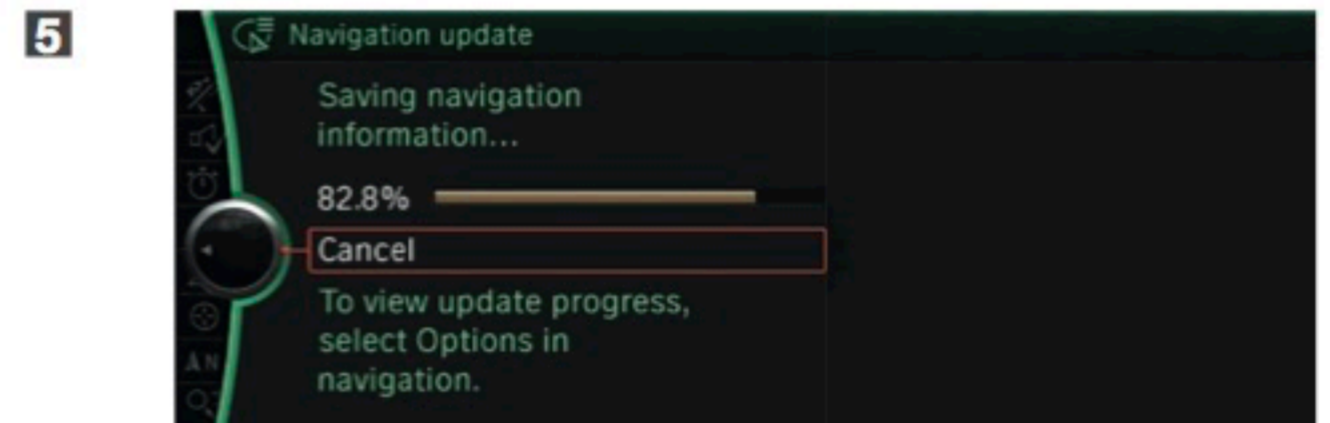 5
Navigation update
Saving navigation
information...
82.8%
Cancel
To view update progress,
select Options in
navigation.
N